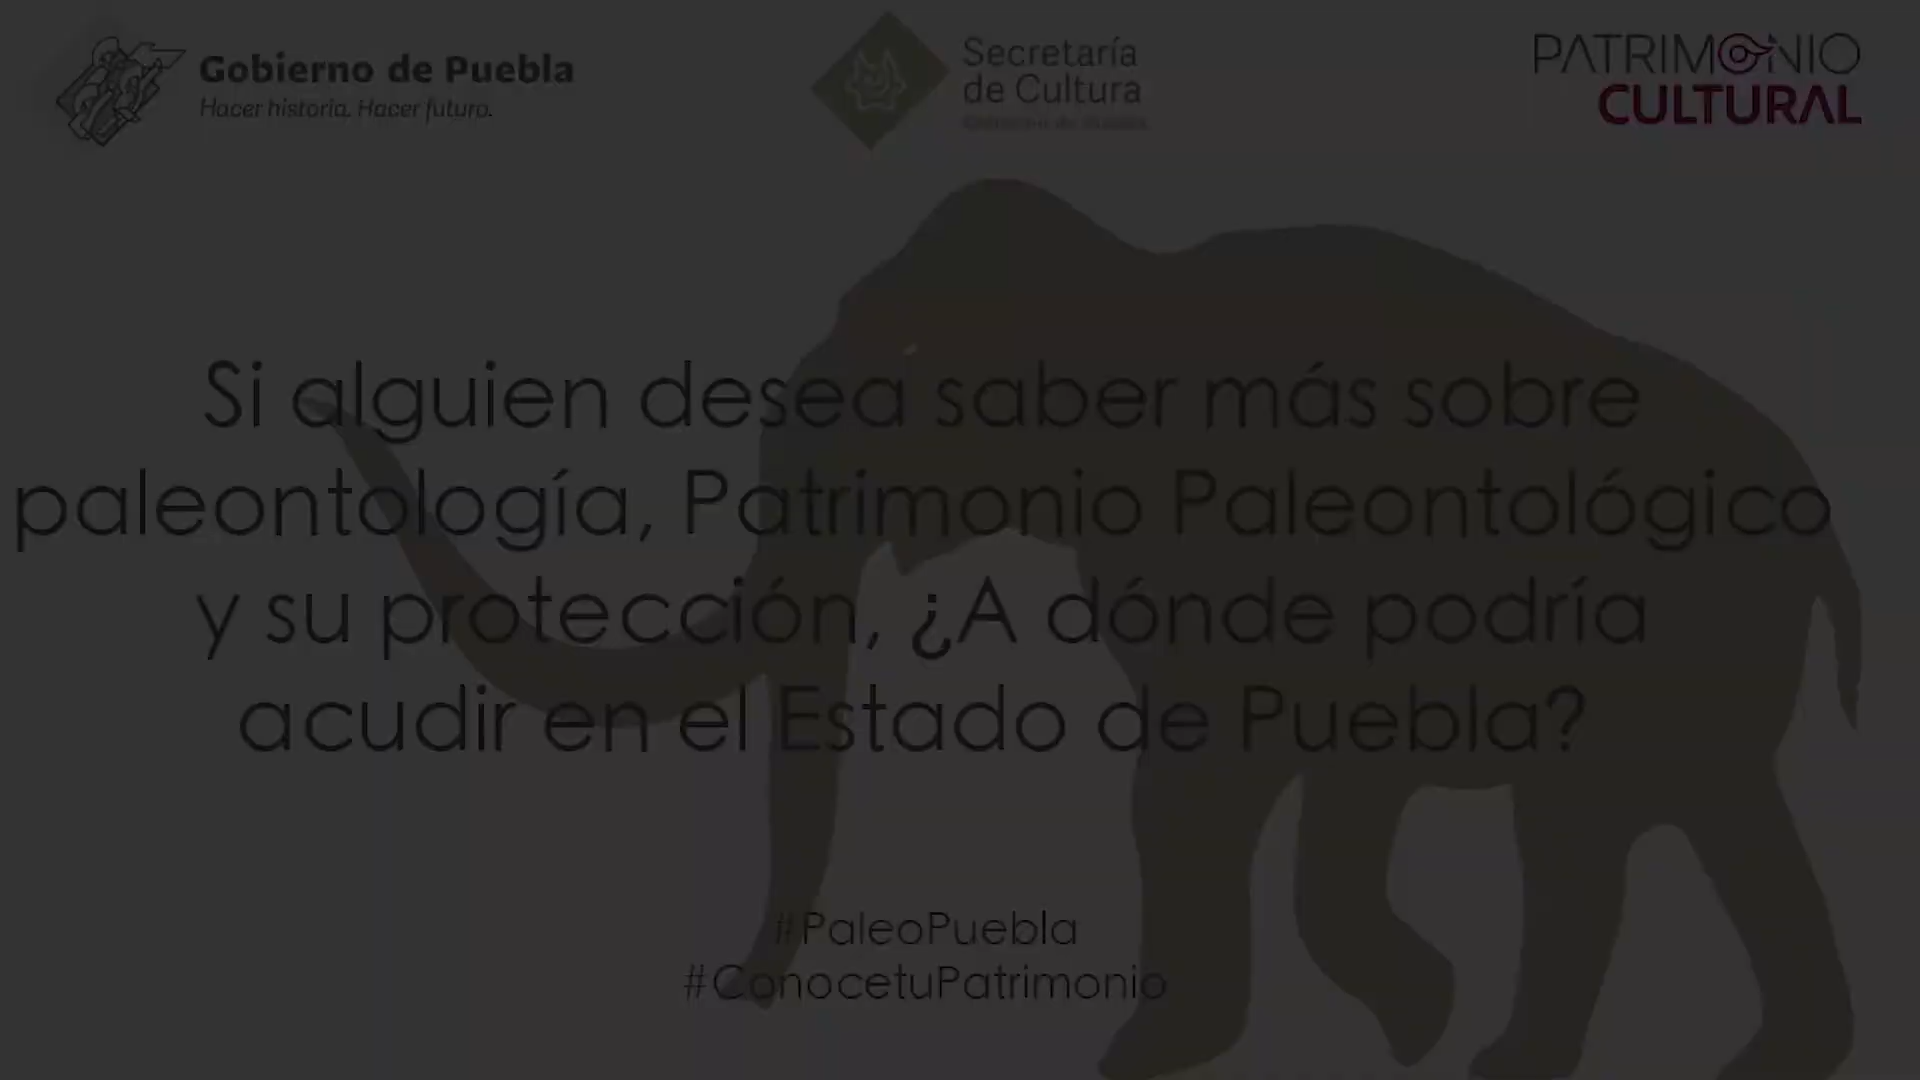 Gobierno de Puebla
Hacer historia. Hacer futuro.
Secretaría
de Cultura
PATRIMONIO
CULTURAL
Si alguien desea saber más sobre
paleontología, Patrimonio Paleontológico
y su protección, ¿A dónde podría
acudir en el Estado de Puebla?
#PaleoPuebla
#ConocetuPatrimonio